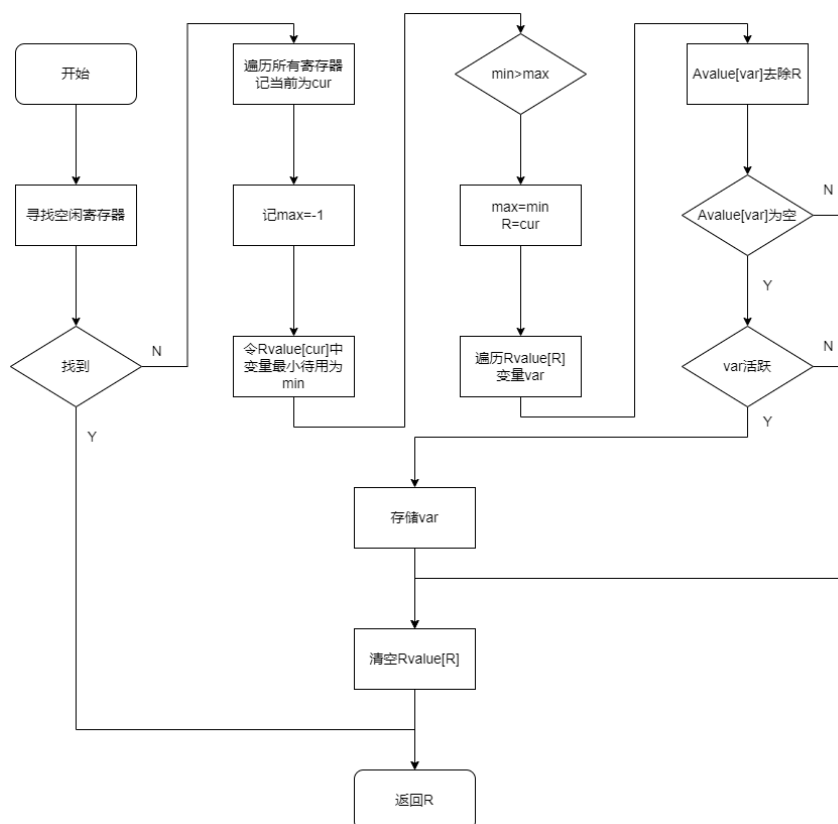 开始
寻找空闲寄存器
找到
N
Y
遍历所有寄存器
记当前为cur
记max=-1
令Rvalue[cur]中
变量最小待用为
min
min>max
max=min
R=cur
遍历Rvalue[R]
变量var
Avalue[var]去除R
Avalue[var]为空
N
Y
var活跃
N
Y
存储var
清空Rvalue[R]
返回R